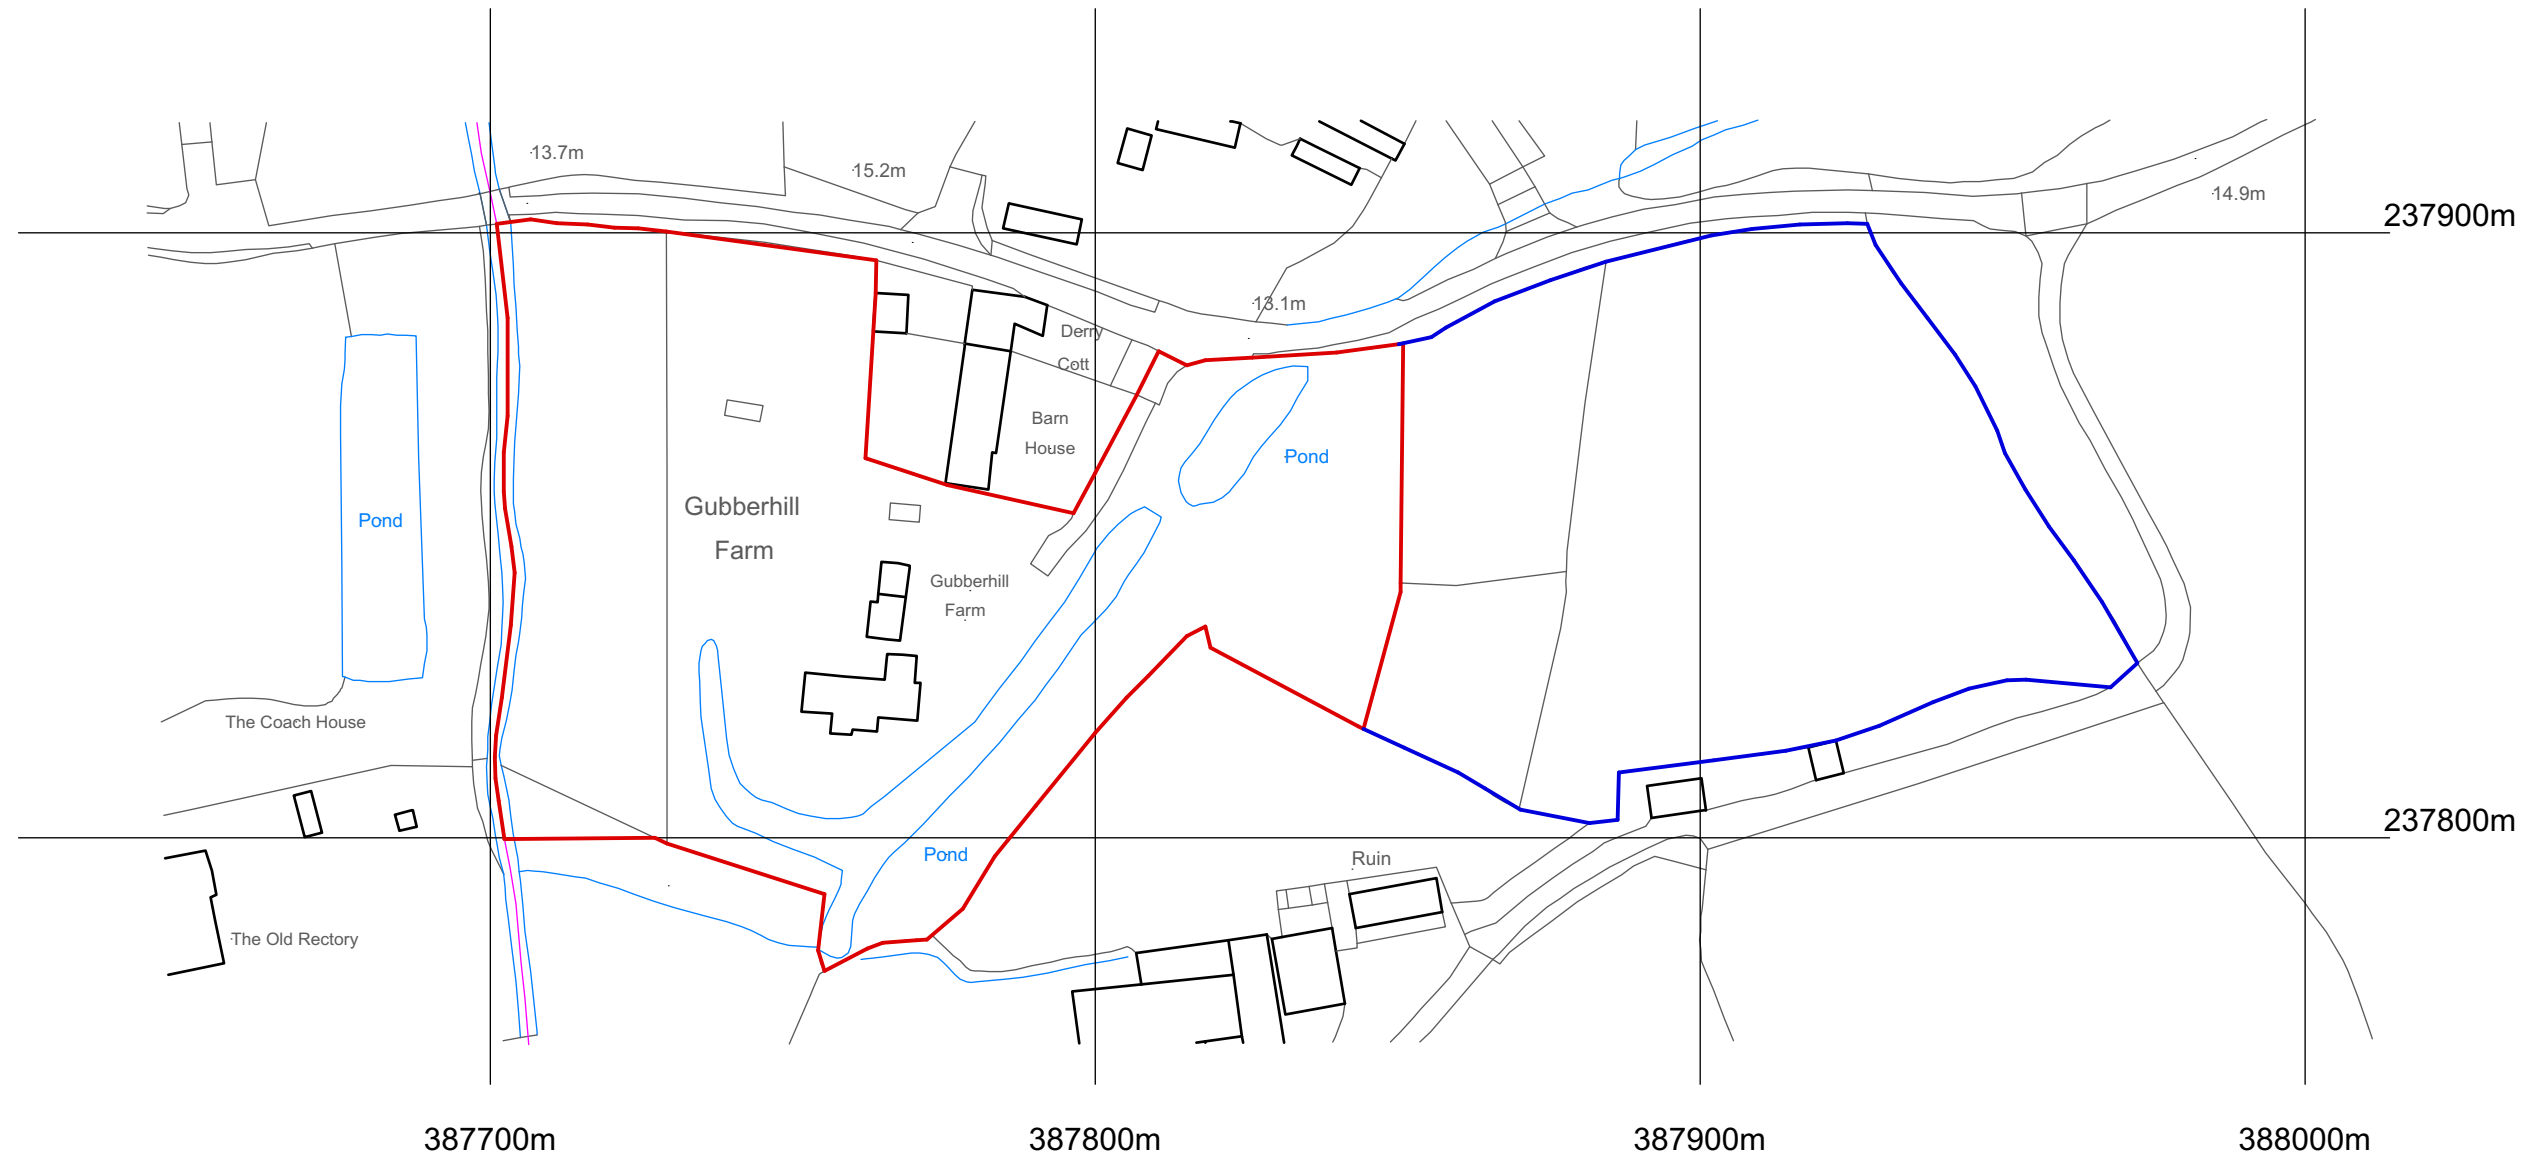 13.7m
15.2m
14.9m
237900m
13.1m
Derry
Cott
Barn
House
Pond
Gubberhill
Farm
Pond
Gubberhill
Farm
The Coach House
237800m
Pond
Ruin
The Old Rectory
387700m
387800m
387900m
388000m